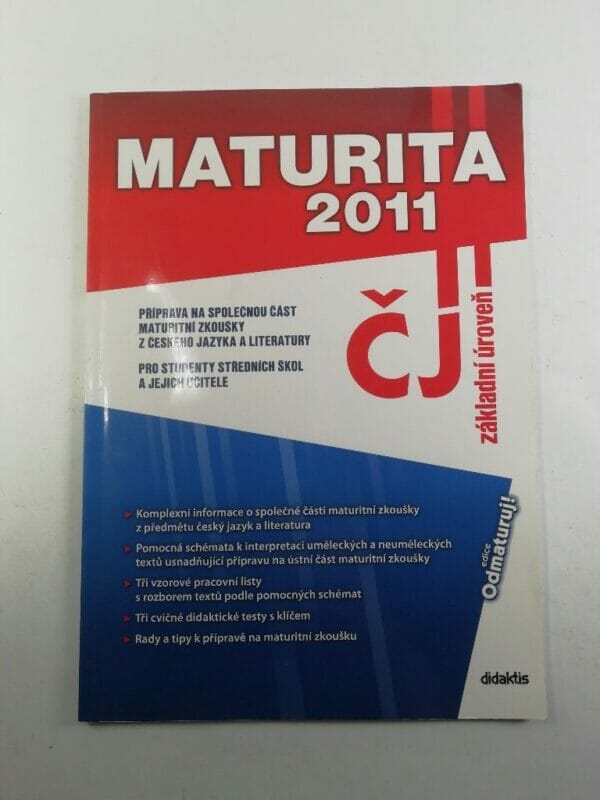 MATURITA
2011
PŘÍPRAVA NA SPOLEČNOU ČÁST
MATURITNÍ ZKOUŠKY
Z ČESKÉHO JAZYKA A LITERATURY
PRO STUDENTY STŘEDNÍCH ŠKOL
A JEJICH UČITELE
ČJ
základní úroveň
Komplexní informace o společné části maturitní zkoušky
z předmětu český jazyk a literatura
Pomocná schémata k interpretaci uměleckých a neuměleckých
textů usnadňující přípravu na ústní část maturitní zkoušky
Tři vzorové pracovní listy
s rozborem textů podle pomocných schémat
Tři cvičné didaktické testy s klíčem
Rady a tipy k přípravě na maturitní zkoušku
edice
Odmaturuj!
didaktis